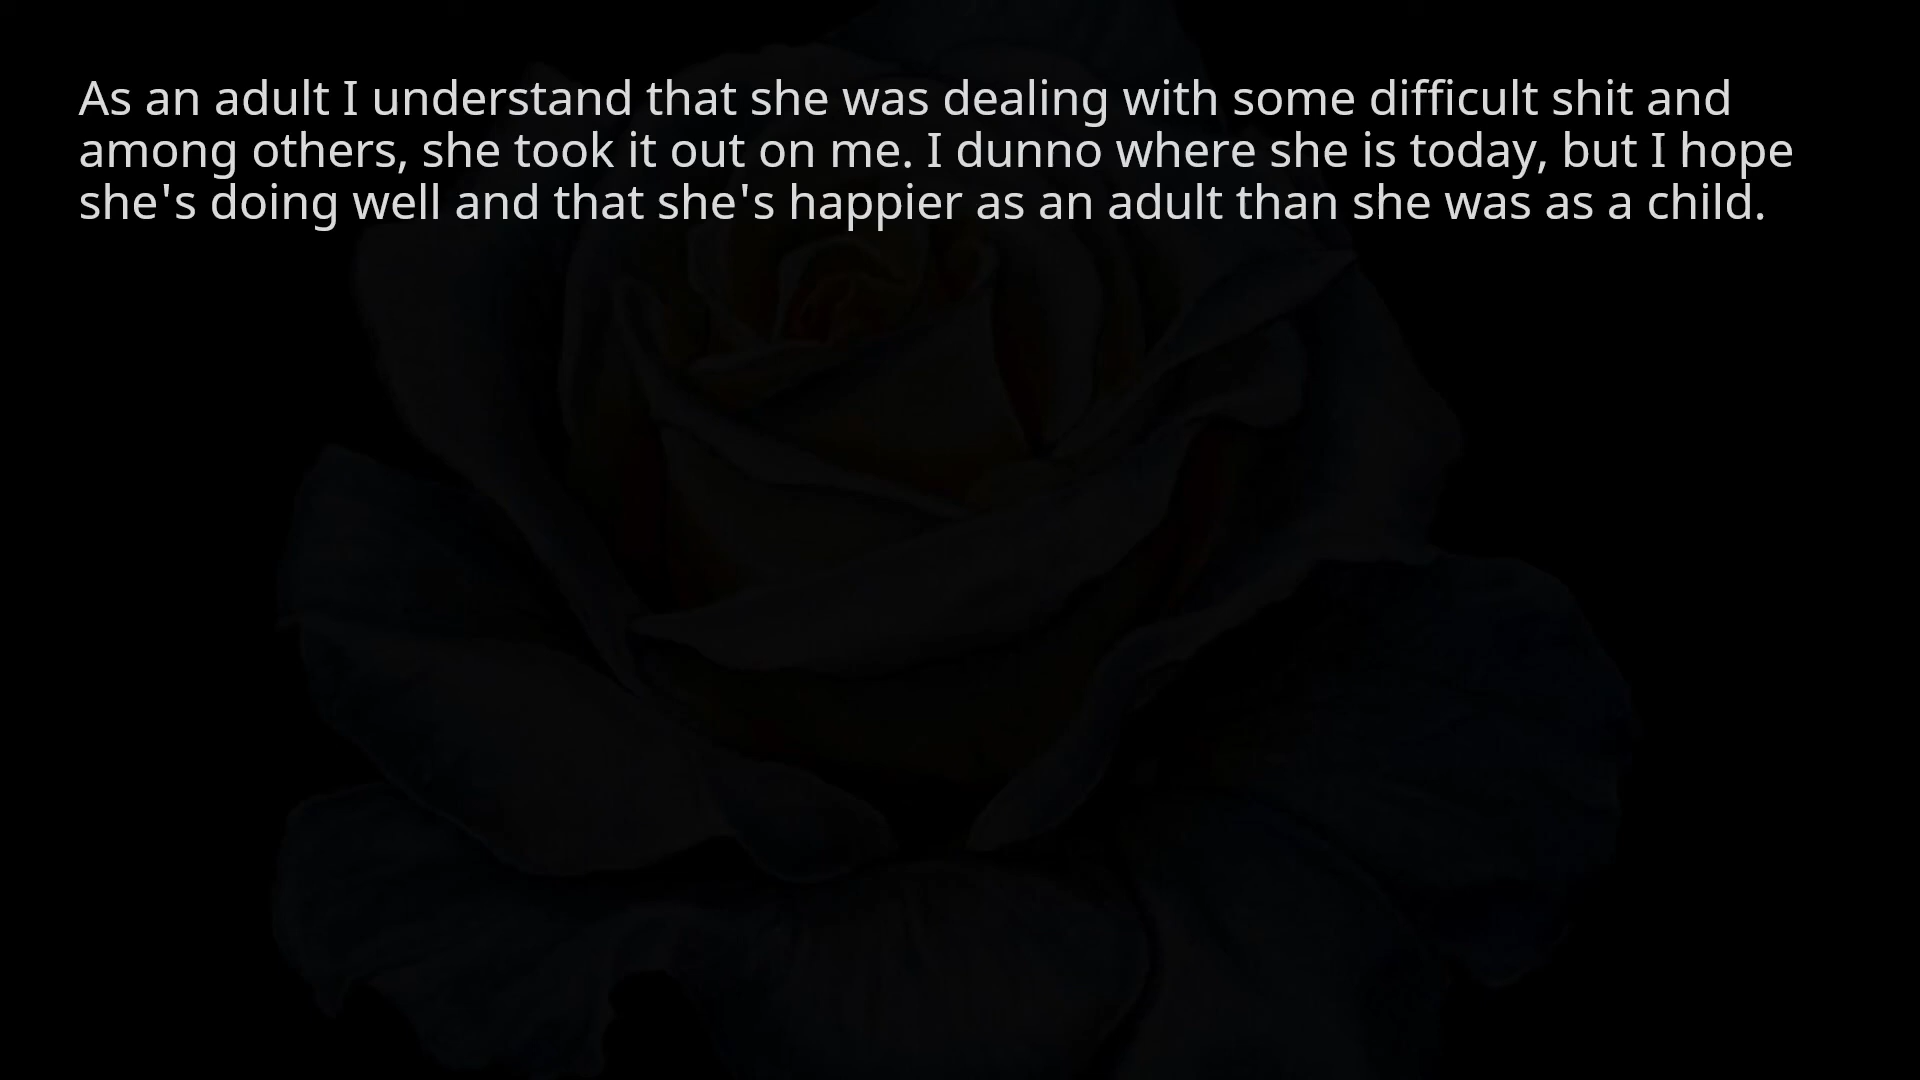 As an adult I understand that she was dealing with some difficult shit and
among others, she took it out on me. I dunno where she is today, but I hope
she's doing well and that she's happier as an adult than she was as a child.